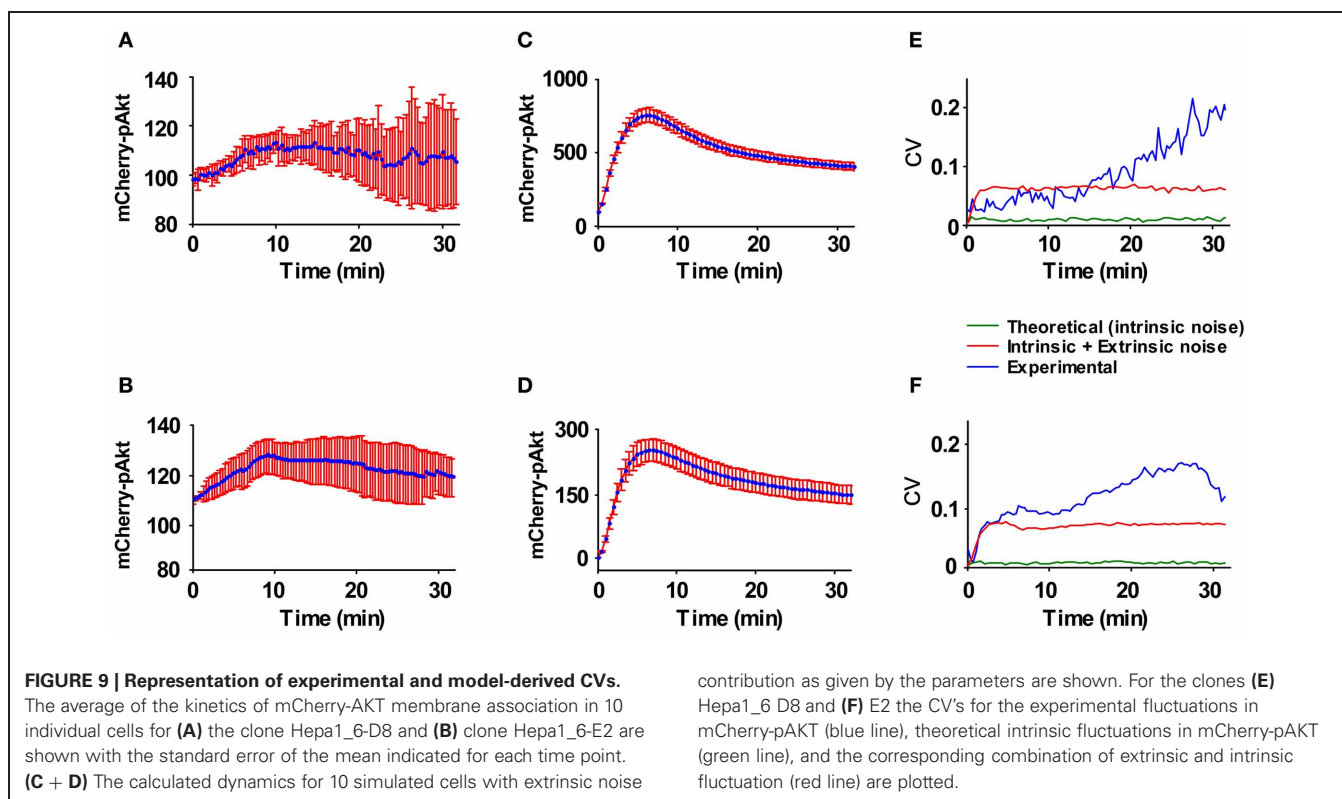 A
140
120
100
80
mCherry-pAkt
0 10 20 30
Time (min)
C
1000
500
0
mCherry-pAkt
0 10 20 30
Time (min)
E
0.2
0.1
0
CV
0 10 20 30
Time (min)
Theoretical (intrinsic noise)
Intrinsic + Extrinsic noise
Experimental
B
140
120
100
80
mCherry-pAkt
0 10 20 30
Time (min)
D
300
150
0
mCherry-pAkt
0 10 20 30
Time (min)
F
0.2
0.1
0
CV
0 10 20 30
Time (min)
FIGURE 9 | Representation of experimental and model-derived CVs.
The average of the kinetics of mCherry-AKT membrane association in 10
individual cells for (A) the clone Hepa1_6-D8 and (B) clone Hepa1_6-E2 are
shown with the standard error of the mean indicated for each time point.
(C + D) The calculated dynamics for 10 simulated cells with extrinsic noise
contribution as given by the parameters are shown. For the clones (E)
Hepa1_6 D8 and (F) E2 the CV's for the experimental fluctuations in
mCherry-pAKT (blue line), theoretical intrinsic fluctuations in mCherry-pAKT
(green line), and the corresponding combination of extrinsic and intrinsic
fluctuation (red line) are plotted.